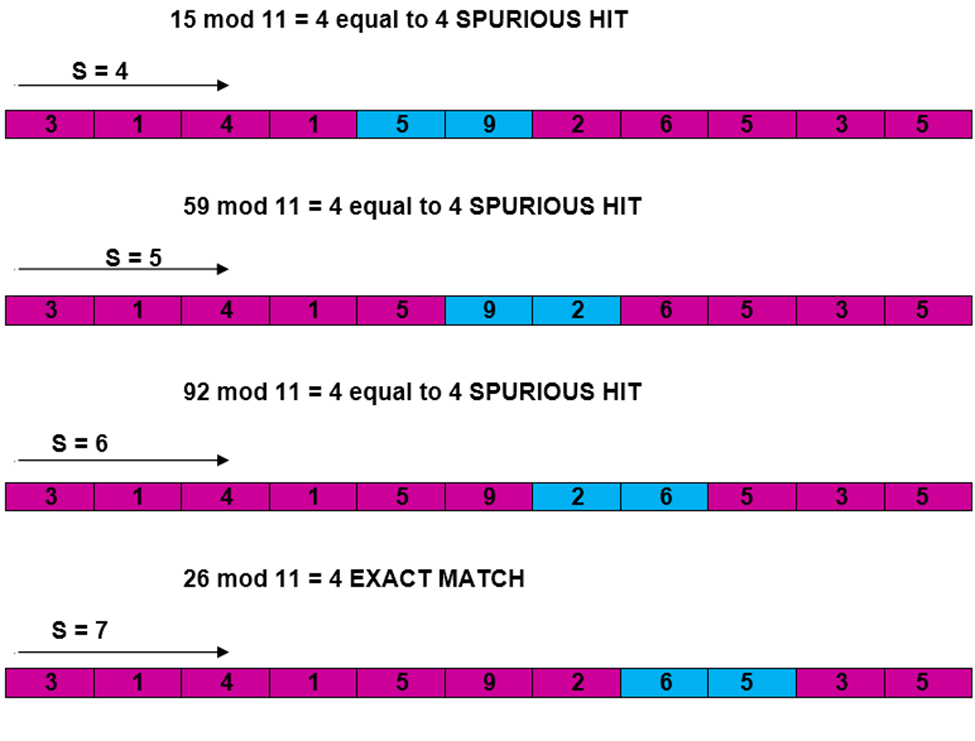 15 mod 11 = 4 equal to 4 SPURIOUS HIT
S = 4
3 1 4 1 5 9 2 6 5 3 5
59 mod 11 = 4 equal to 4 SPURIOUS HIT
S = 5
3 1 4 1 5 9 2 6 5 3 5
92 mod 11 = 4 equal to 4 SPURIOUS HIT
S = 6
3 1 4 1 5 9 2 6 5 3 5
26 mod 11 = 4 EXACT MATCH
S = 7
3 1 4 1 5 9 2 6 5 3 5